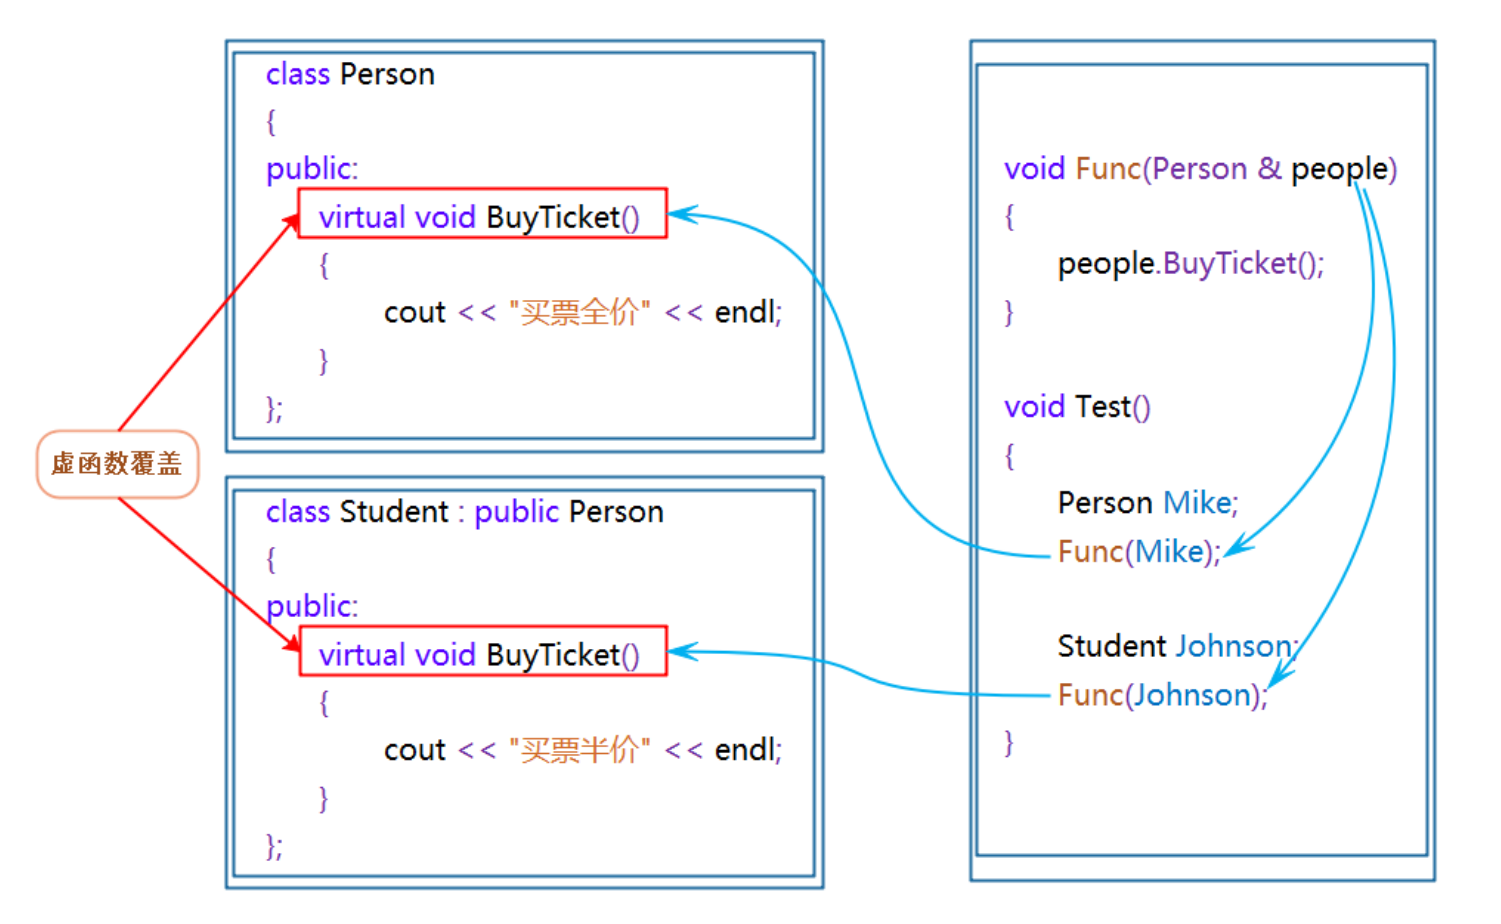 class Person
{
public:
virtual void BuyTicket()
{
cout << "买票全价" << endl;
}
};
虚函数覆盖
class Student : public Person
{
public:
virtual void BuyTicket()
{
cout << "买票半价" << endl;
}
};
void Func(Person & people)
{
people.BuyTicket();
}
void Test()
{
Person Mike;
Func(Mike);
Student Johnson;
Func(Johnson);
}